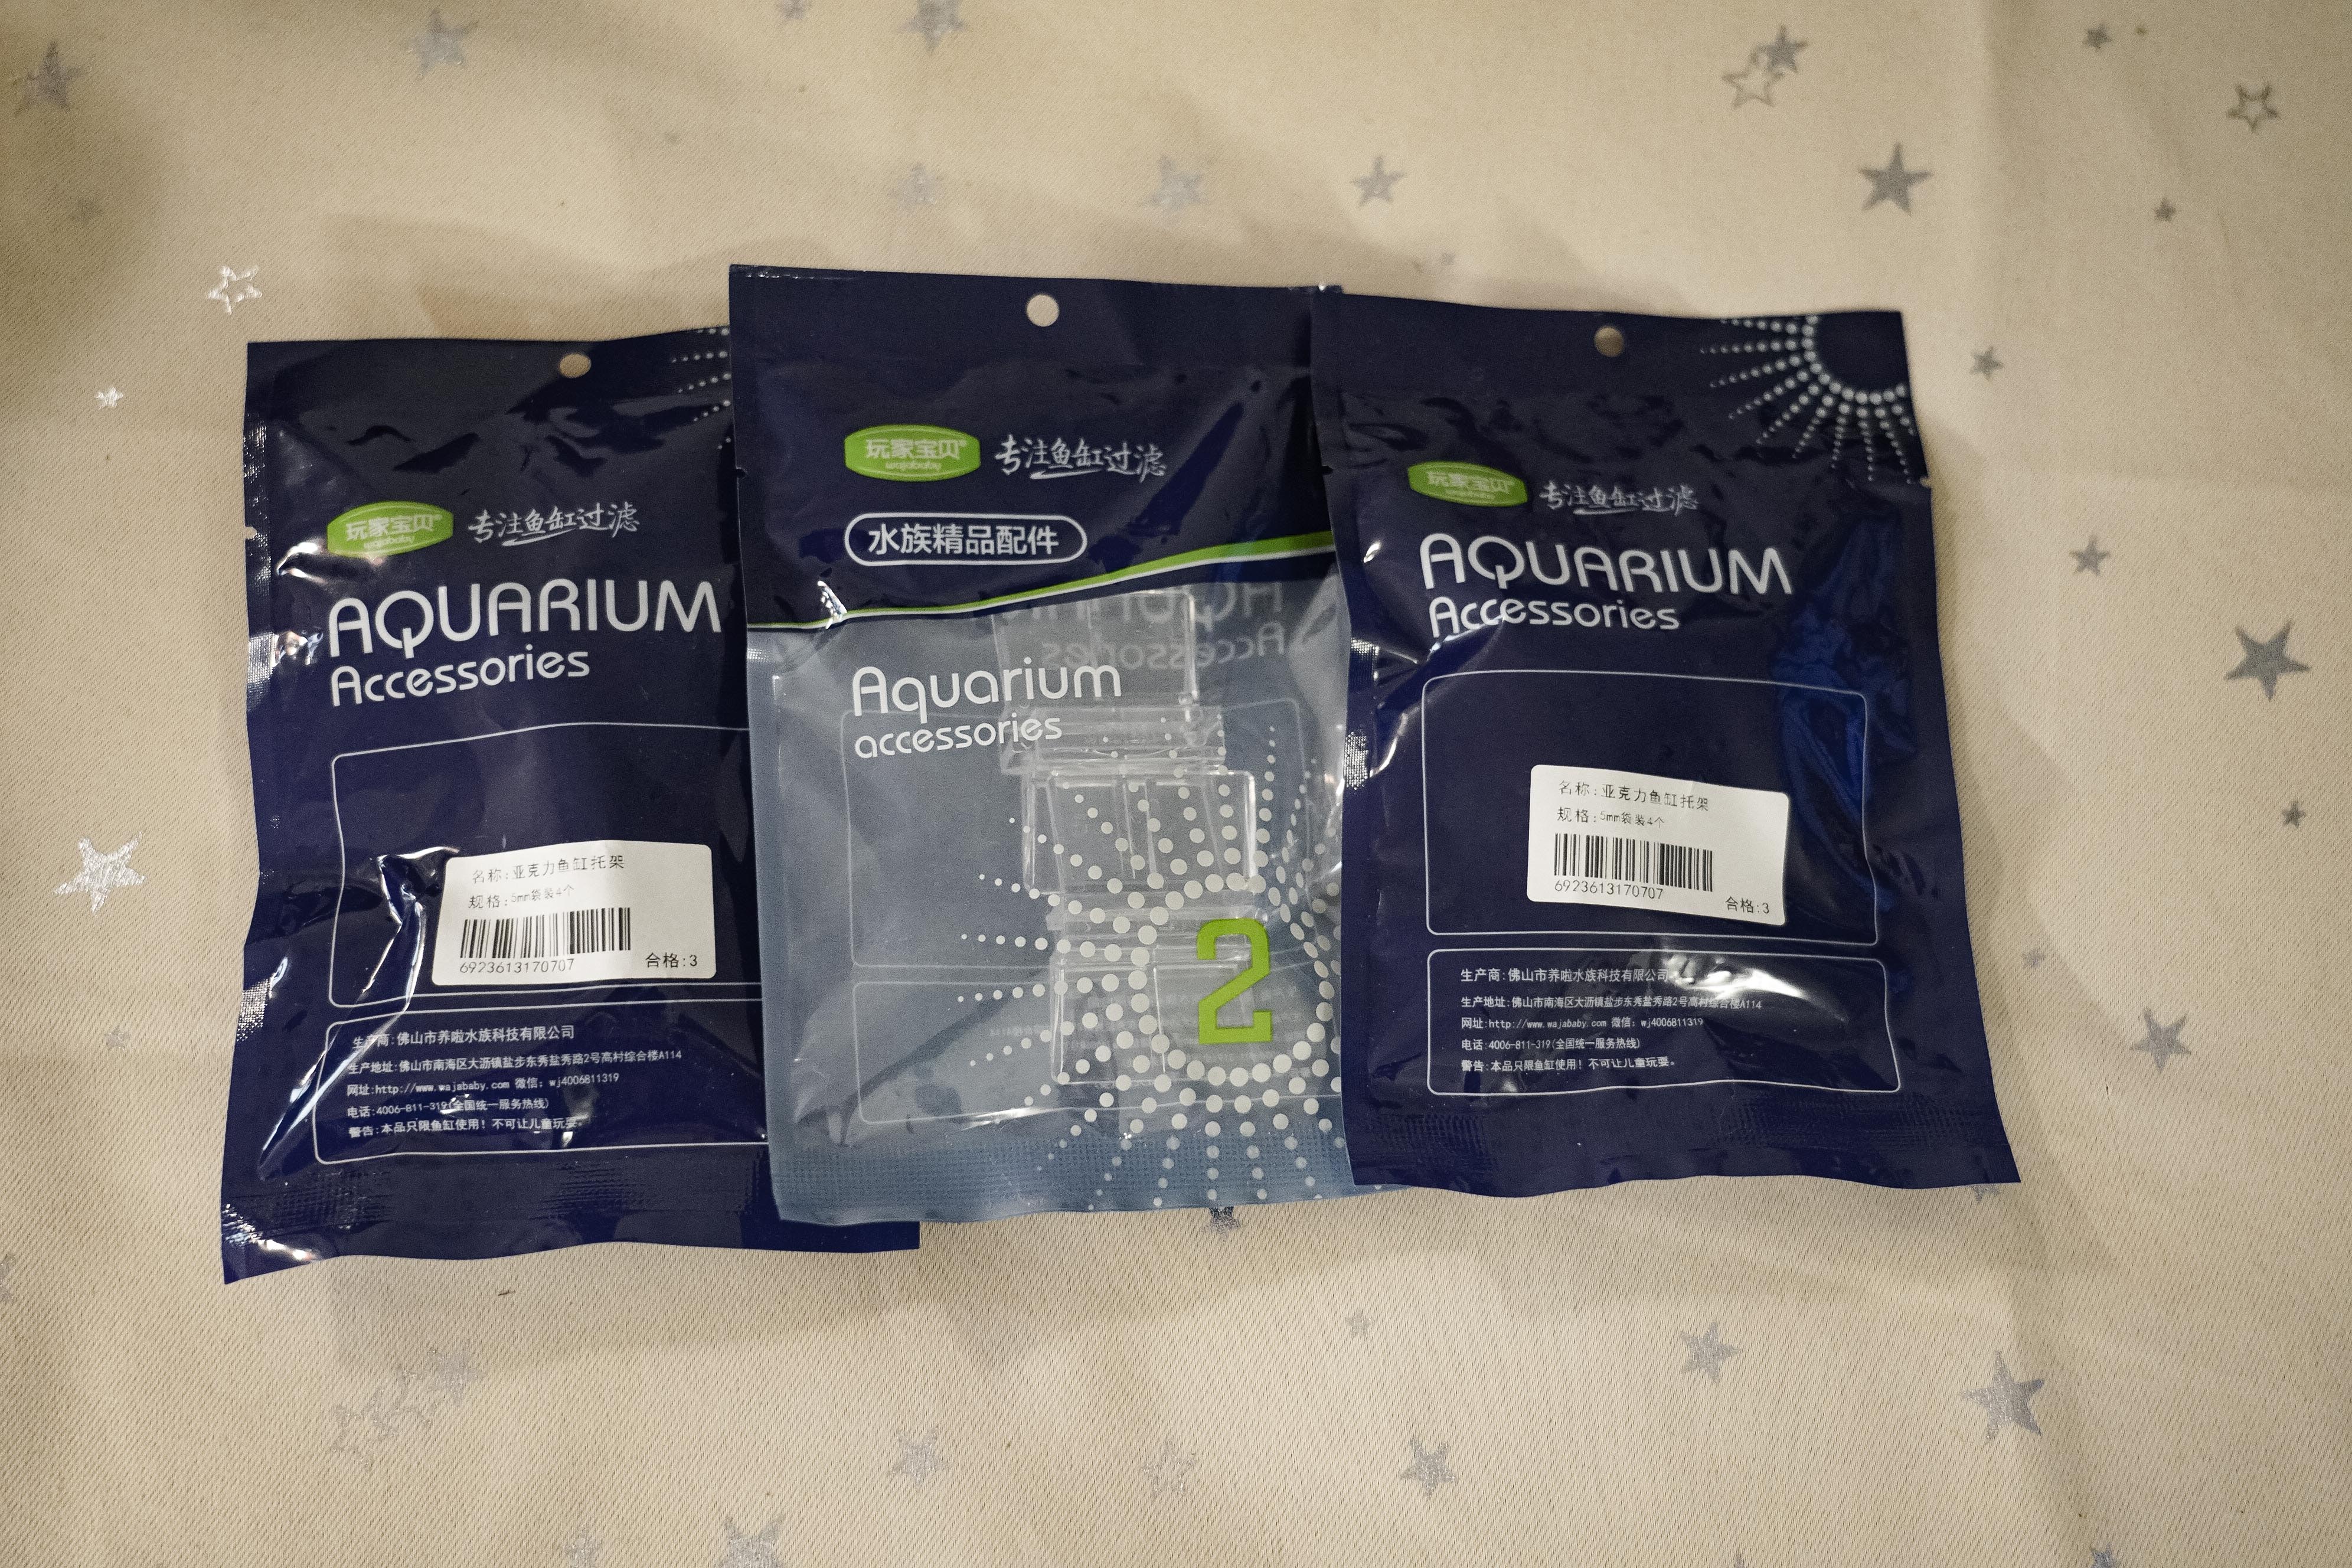 玩家宝贝®
wajababy
专注鱼缸过滤
AQUARIUM
Accessories
名称:亚克力鱼缸托架
规格:5mm袋装4个
6923613170707
合格:3
生产商:佛山市养啦水族科技有限公司
生产地址:佛山市南海区大沥镇盐步东秀盐秀路2号高村综合楼A114
网址:http://www.wajababy.com 微信: wj4006811319
电话:4006-811-319(全国统一服务热线)
警告:本品只限鱼缸使用! 不可让儿童玩耍。
玩家宝贝®
wajababy
专注鱼缸过滤
水族精品配件
Aquarium
accessories
2
玩家宝贝®
wajababy
专注鱼缸过滤
AQUARIUM
Accessories
名称:亚克力鱼缸托架
规格:5mm袋装4个
6923613170707
合格:3
生产商:佛山市养啦水族科技有限公司
生产地址:佛山市南海区大沥镇盐步东秀盐秀路2号高村综合楼A114
网址:http://www.wajababy.com 微信: wj4006811319
电话:4006-811-319(全国统一服务热线)
警告:本品只限鱼缸使用! 不可让儿童玩耍。